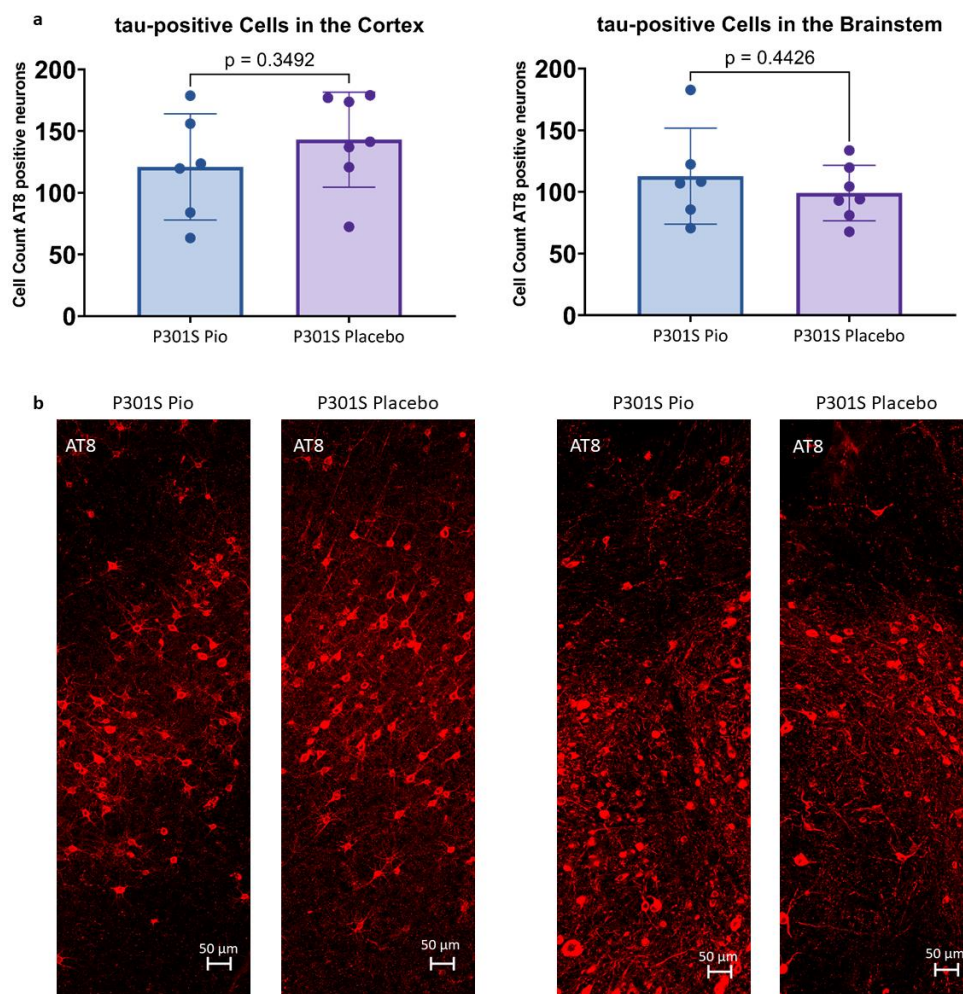 a
tau-positive Cells in the Cortex
p = 0.3492
200
150
100
50
0
Cell Count AT8 positive neurons
P301S Pio
P301S Placebo
tau-positive Cells in the Brainstem
p = 0.4426
200
150
100
50
0
Cell Count AT8 positive neurons
P301S Pio
P301S Placebo
b
P301S Pio
P301S Placebo
P301S Pio
P301S Placebo
AT8
AT8
AT8
AT8
50 µm
50 µm
50 µm
50 µm